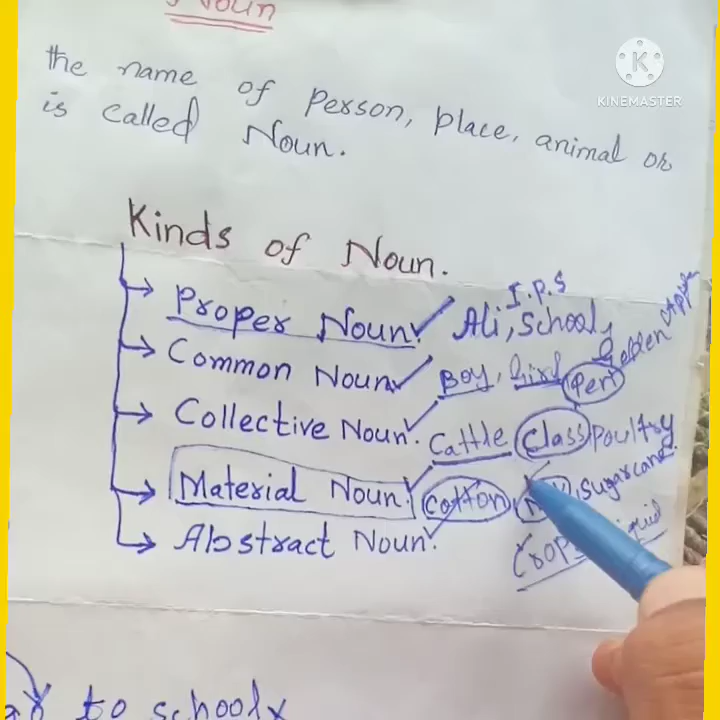 Noun
KINEMASTER
the name of person, place, animal or
is called Noun.
Kinds of Noun.
I.P.S
Proper Noun. Ali, School,
Golden Apple
Common Noun Boy, Girl Pen
Collective Noun. Cattle Class Poultry
Material Noun. Cotton, Sugarcane.
Abstract Noun. Crops
to school